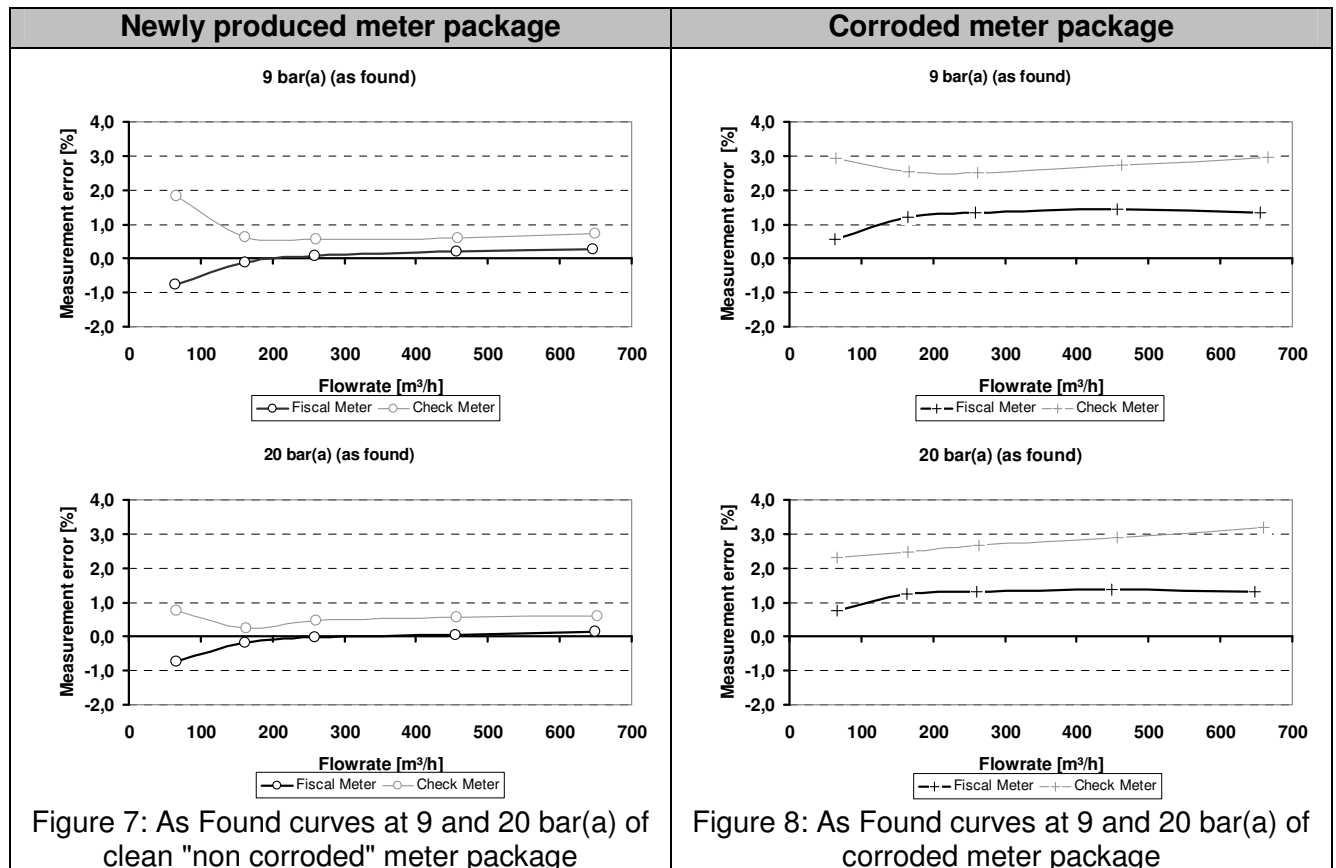 Newly produced meter package
Corroded meter package
9 bar(a) (as found)
Measurement error [%]
4,0
3,0
2,0
1,0
0,0
-1,0
-2,0
0 100 200 300 400 500 600 700
Flowrate [m³/h]
Fiscal Meter Check Meter
9 bar(a) (as found)
Measurement error [%]
4,0
3,0
2,0
1,0
0,0
-1,0
-2,0
0 100 200 300 400 500 600 700
Flowrate [m³/h]
Fiscal Meter Check Meter
20 bar(a) (as found)
Measurement error [%]
4,0
3,0
2,0
1,0
0,0
-1,0
-2,0
0 100 200 300 400 500 600 700
Flowrate [m³/h]
Fiscal Meter Check Meter
20 bar(a) (as found)
Measurement error [%]
4,0
3,0
2,0
1,0
0,0
-1,0
-2,0
0 100 200 300 400 500 600 700
Flowrate [m³/h]
Fiscal Meter Check Meter
Figure 7: As Found curves at 9 and 20 bar(a) of
clean "non corroded" meter package
Figure 8: As Found curves at 9 and 20 bar(a) of
corroded meter package